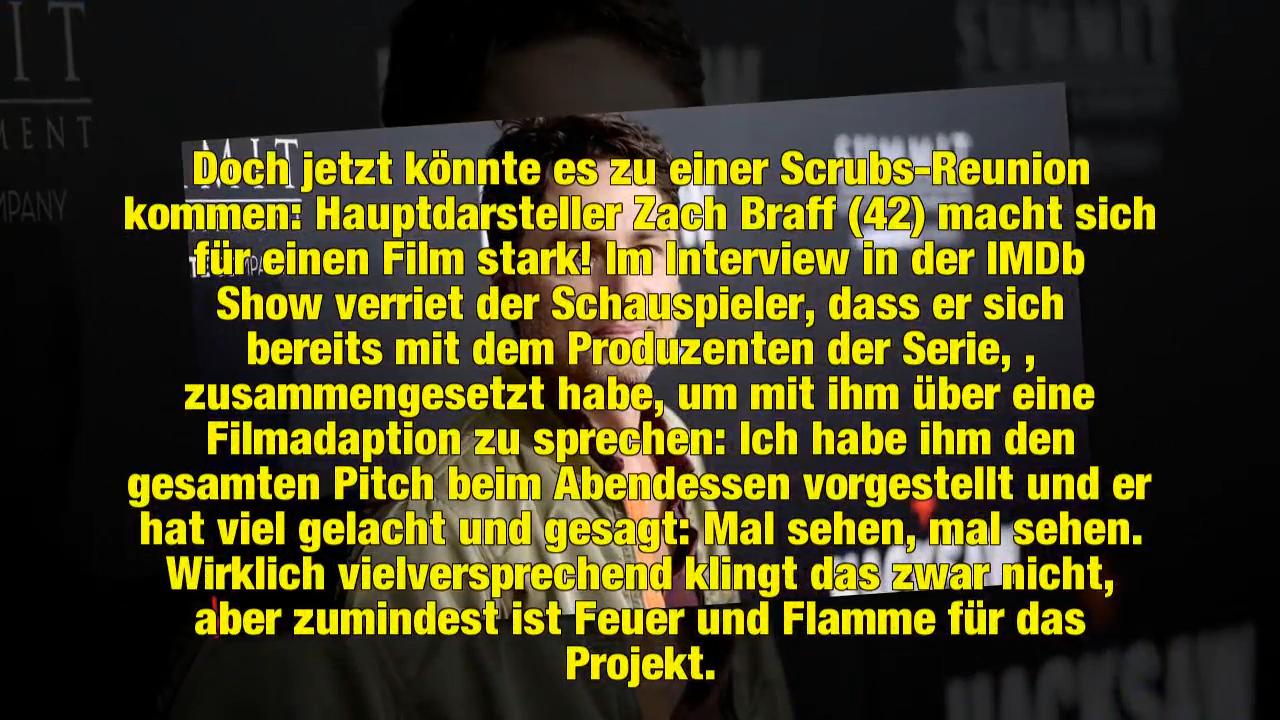 Doch jetzt könnte es zu einer Scrubs-Reunion
kommen: Hauptdarsteller Zach Braff (42) macht sich
für einen Film stark! Im Interview in der IMDb
Show verriet der Schauspieler, dass er sich
bereits mit dem Produzenten der Serie, ,
zusammengesetzt habe, um mit ihm über eine
Filmadaption zu sprechen: Ich habe ihm den
gesamten Pitch beim Abendessen vorgestellt und er
hat viel gelacht und gesagt: Mal sehen, mal sehen.
Wirklich vielversprechend klingt das zwar nicht,
aber zumindest ist Feuer und Flamme für das
Projekt.